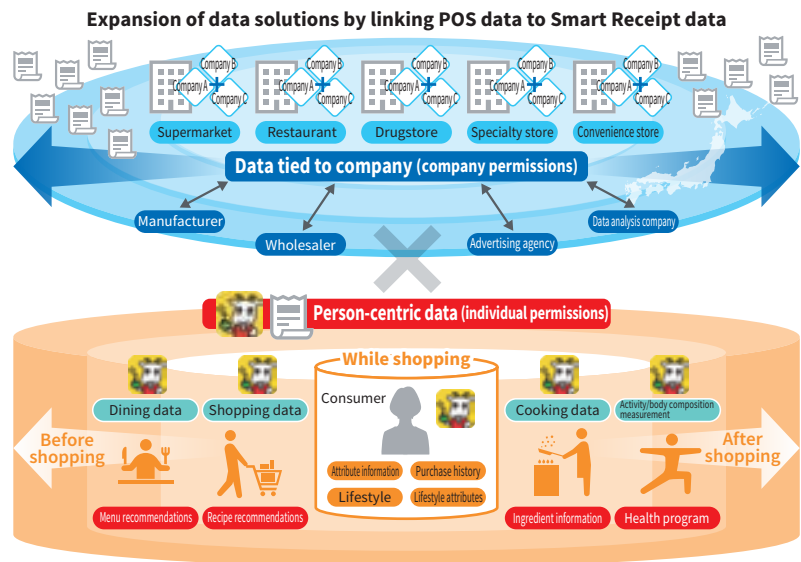 Expansion of data solutions by linking POS data to Smart Receipt data
Company B
Company A
Company C
Company B
Company A
Company C
Company B
Company A
Company C
Company B
Company A
Company C
Company B
Company A
Company C
Supermarket
Restaurant
Drugstore
Specialty store
Convenience store
Data tied to company (company permissions)
Manufacturer
Wholesaler
Advertising agency
Data analysis company
Person-centric data (individual permissions)
While shopping
Dining data
Shopping data
Consumer
Cooking data
Activity/body composition
measurement
Before
shopping
After
shopping
Attribute information
Purchase history
Lifestyle
Lifestyle attributes
Menu recommendations
Recipe recommendations
Ingredient information
Health program